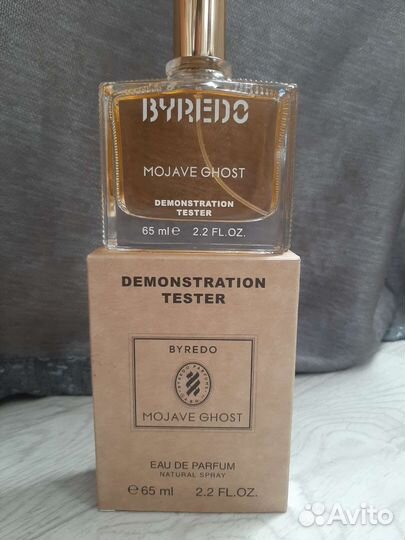 BYREDO
MOJAVE GHOST
DEMONSTRATION
TESTER
65 ml e 2.2 FL.OZ.
DEMONSTRATION
TESTER
BYREDO
MOJAVE GHOST
EAU DE PARFUM
NATURAL SPRAY
e 65 ml 2.2 FL.OZ.
Avito